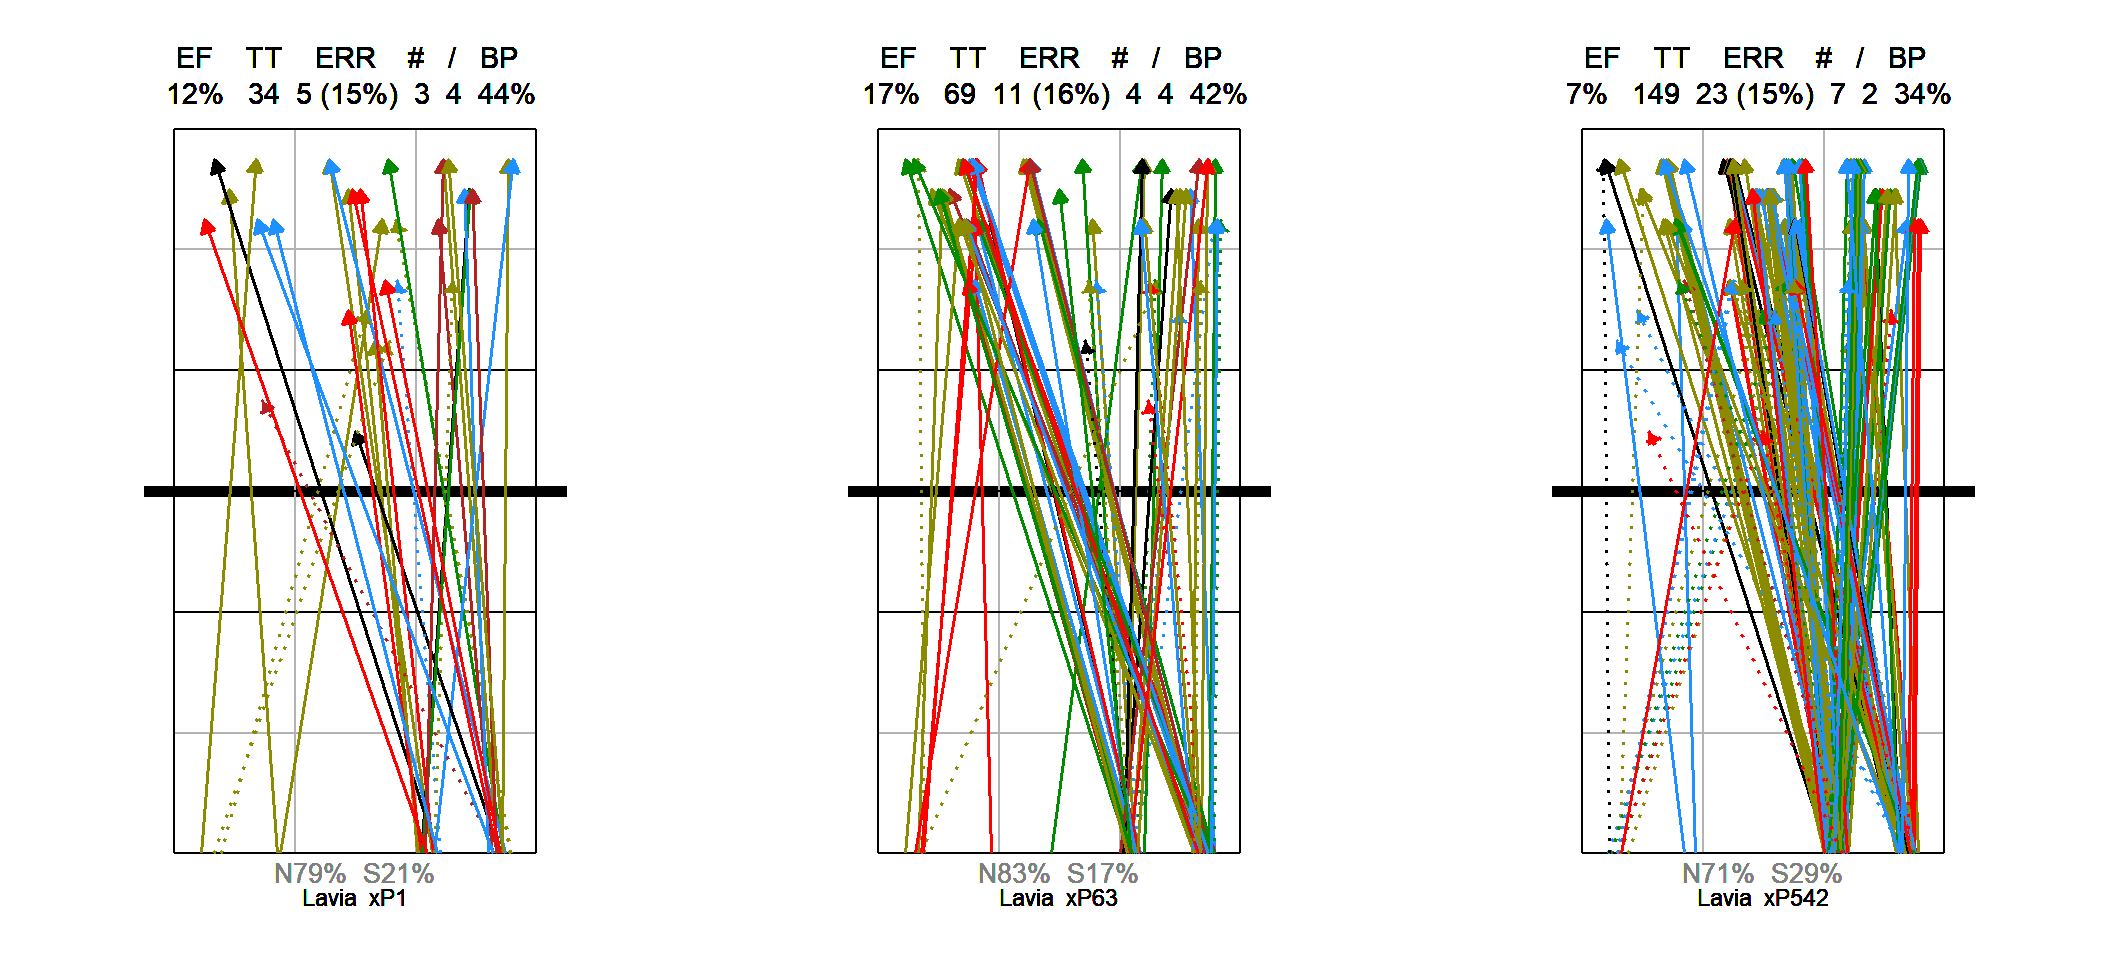 EF TT ERR # / BP
12% 34 5 (15%) 3 4 44%
N79% S21%
Lavia xP1
EF TT ERR # / BP
17% 69 11 (16%) 4 4 42%
N83% S17%
Lavia xP63
EF TT ERR # / BP
7% 149 23 (15%) 7 2 34%
N71% S29%
Lavia xP542